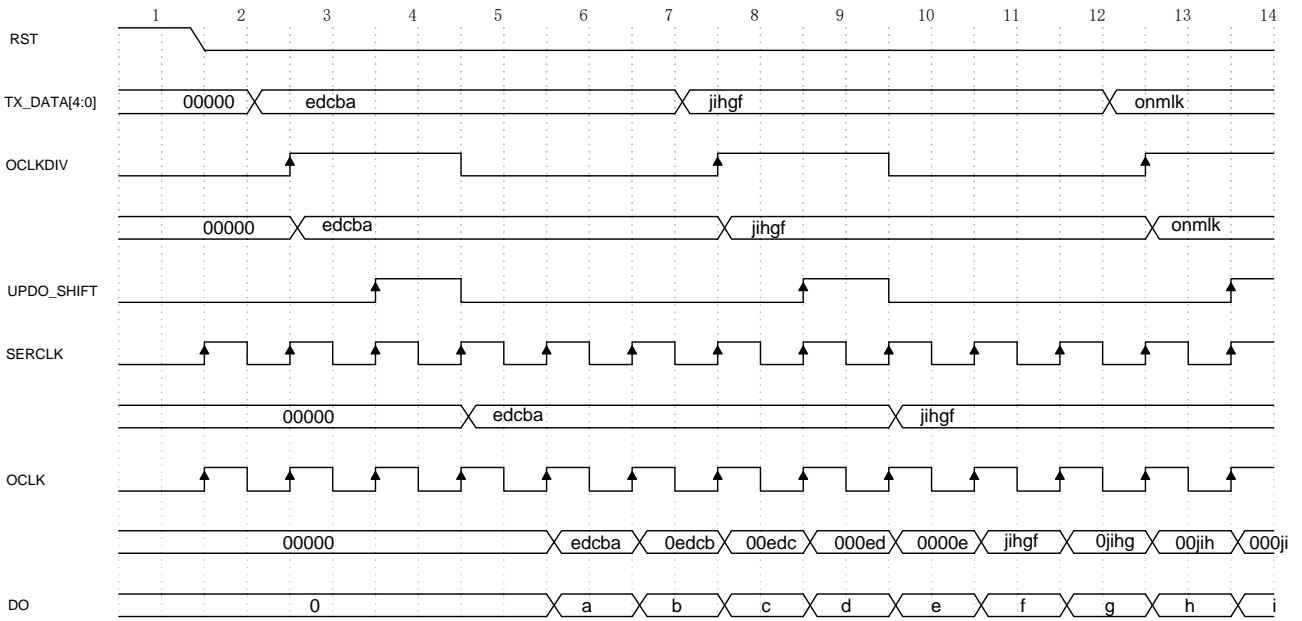 1 2 3 4 5 6 7 8 9 10 11 12 13 14
RST
TX_DATA[4:0] 00000 edcba jihgf onmlk
OCLKDIV
00000 edcba jihgf onmlk
UPDO_SHIFT
SERCLK
00000 edcba jihgf
OCLK
00000 edcba 0edcb 00edc 000ed 0000e jihgf 0jihg 00jih 000ji
DO 0 a b c d e f g h i